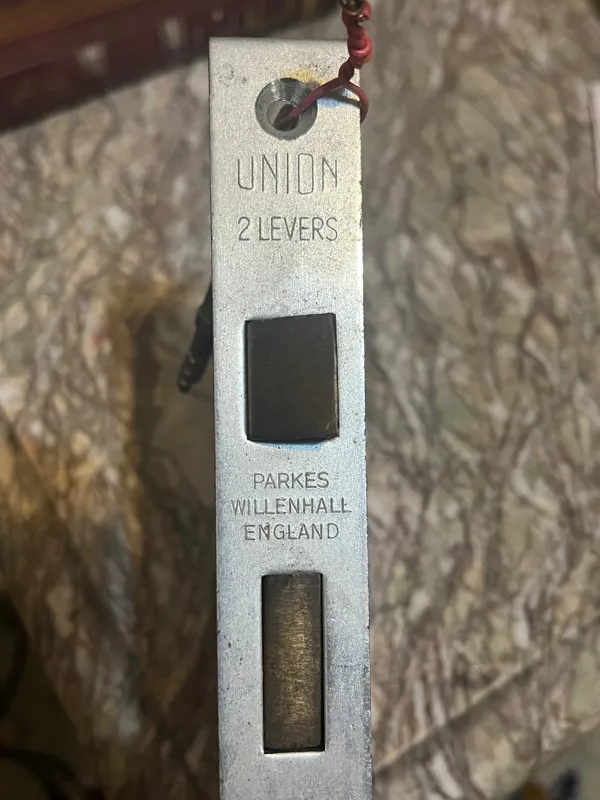 UNION
2 LEVERS
PARKES
WILLENHALL
ENGLAND